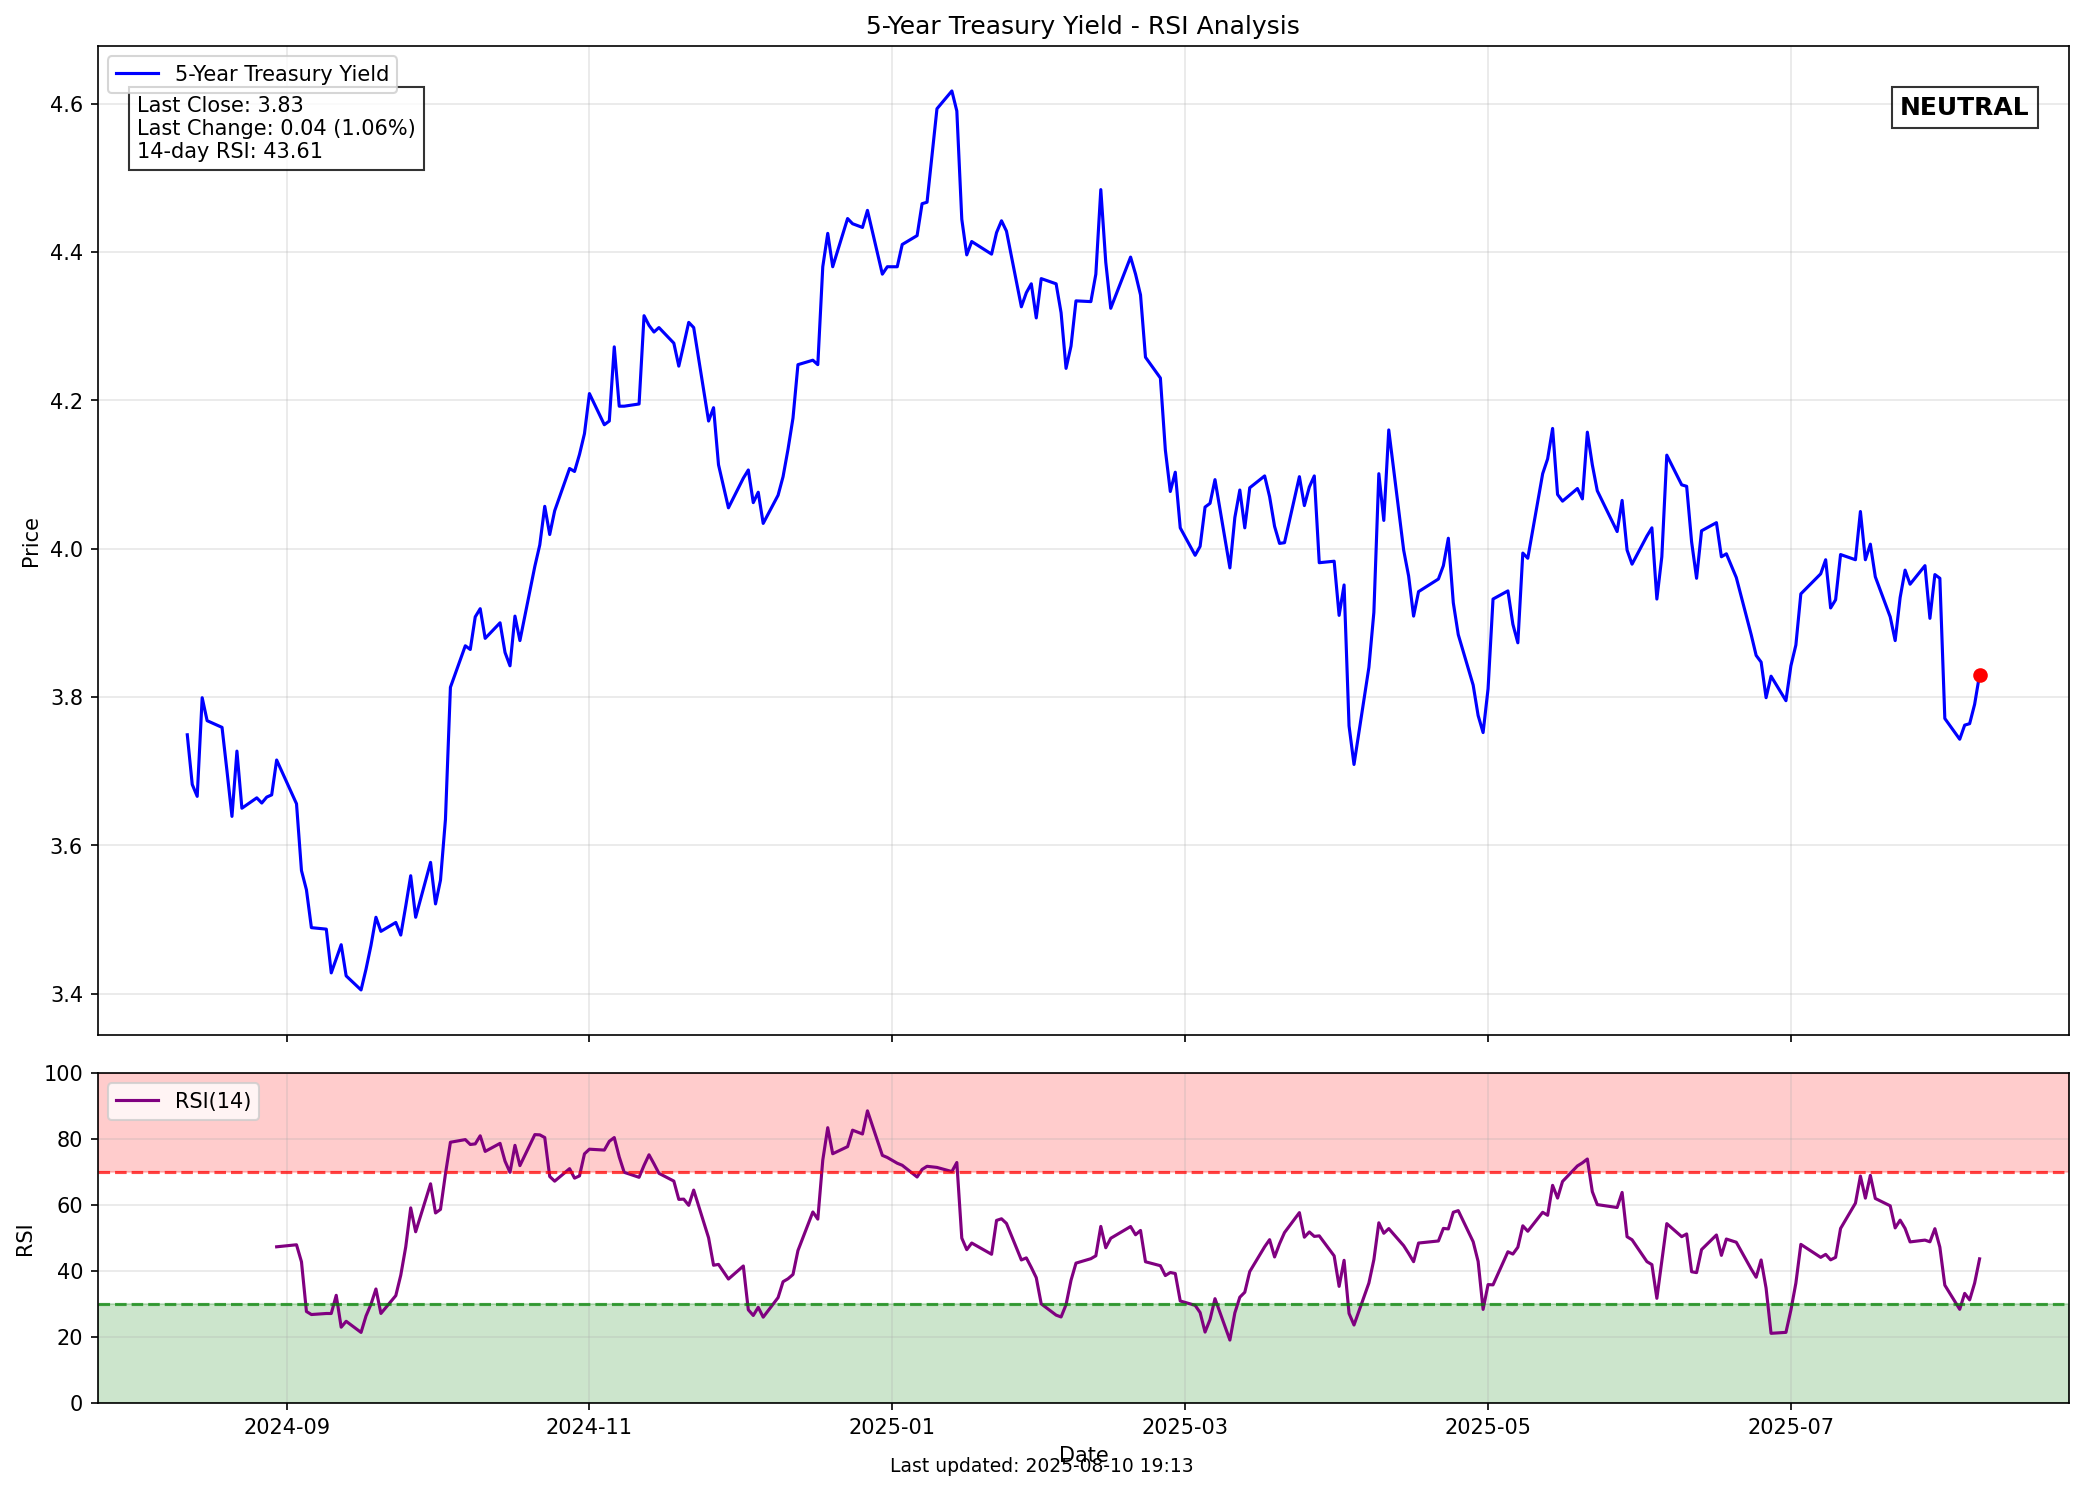 5-Year Treasury Yield - RSI Analysis
5-Year Treasury Yield
Last Close: 3.83
Last Change: 0.04 (1.06%)
14-day RSI: 43.61
NEUTRAL
Price
4.6
4.4
4.2
4.0
3.8
3.6
3.4
RSI(14)
RSI
100
80
60
40
20
0
2024-09
2024-11
2025-01
2025-03
2025-05
2025-07
Date
Last updated: 2025-08-10 19:13